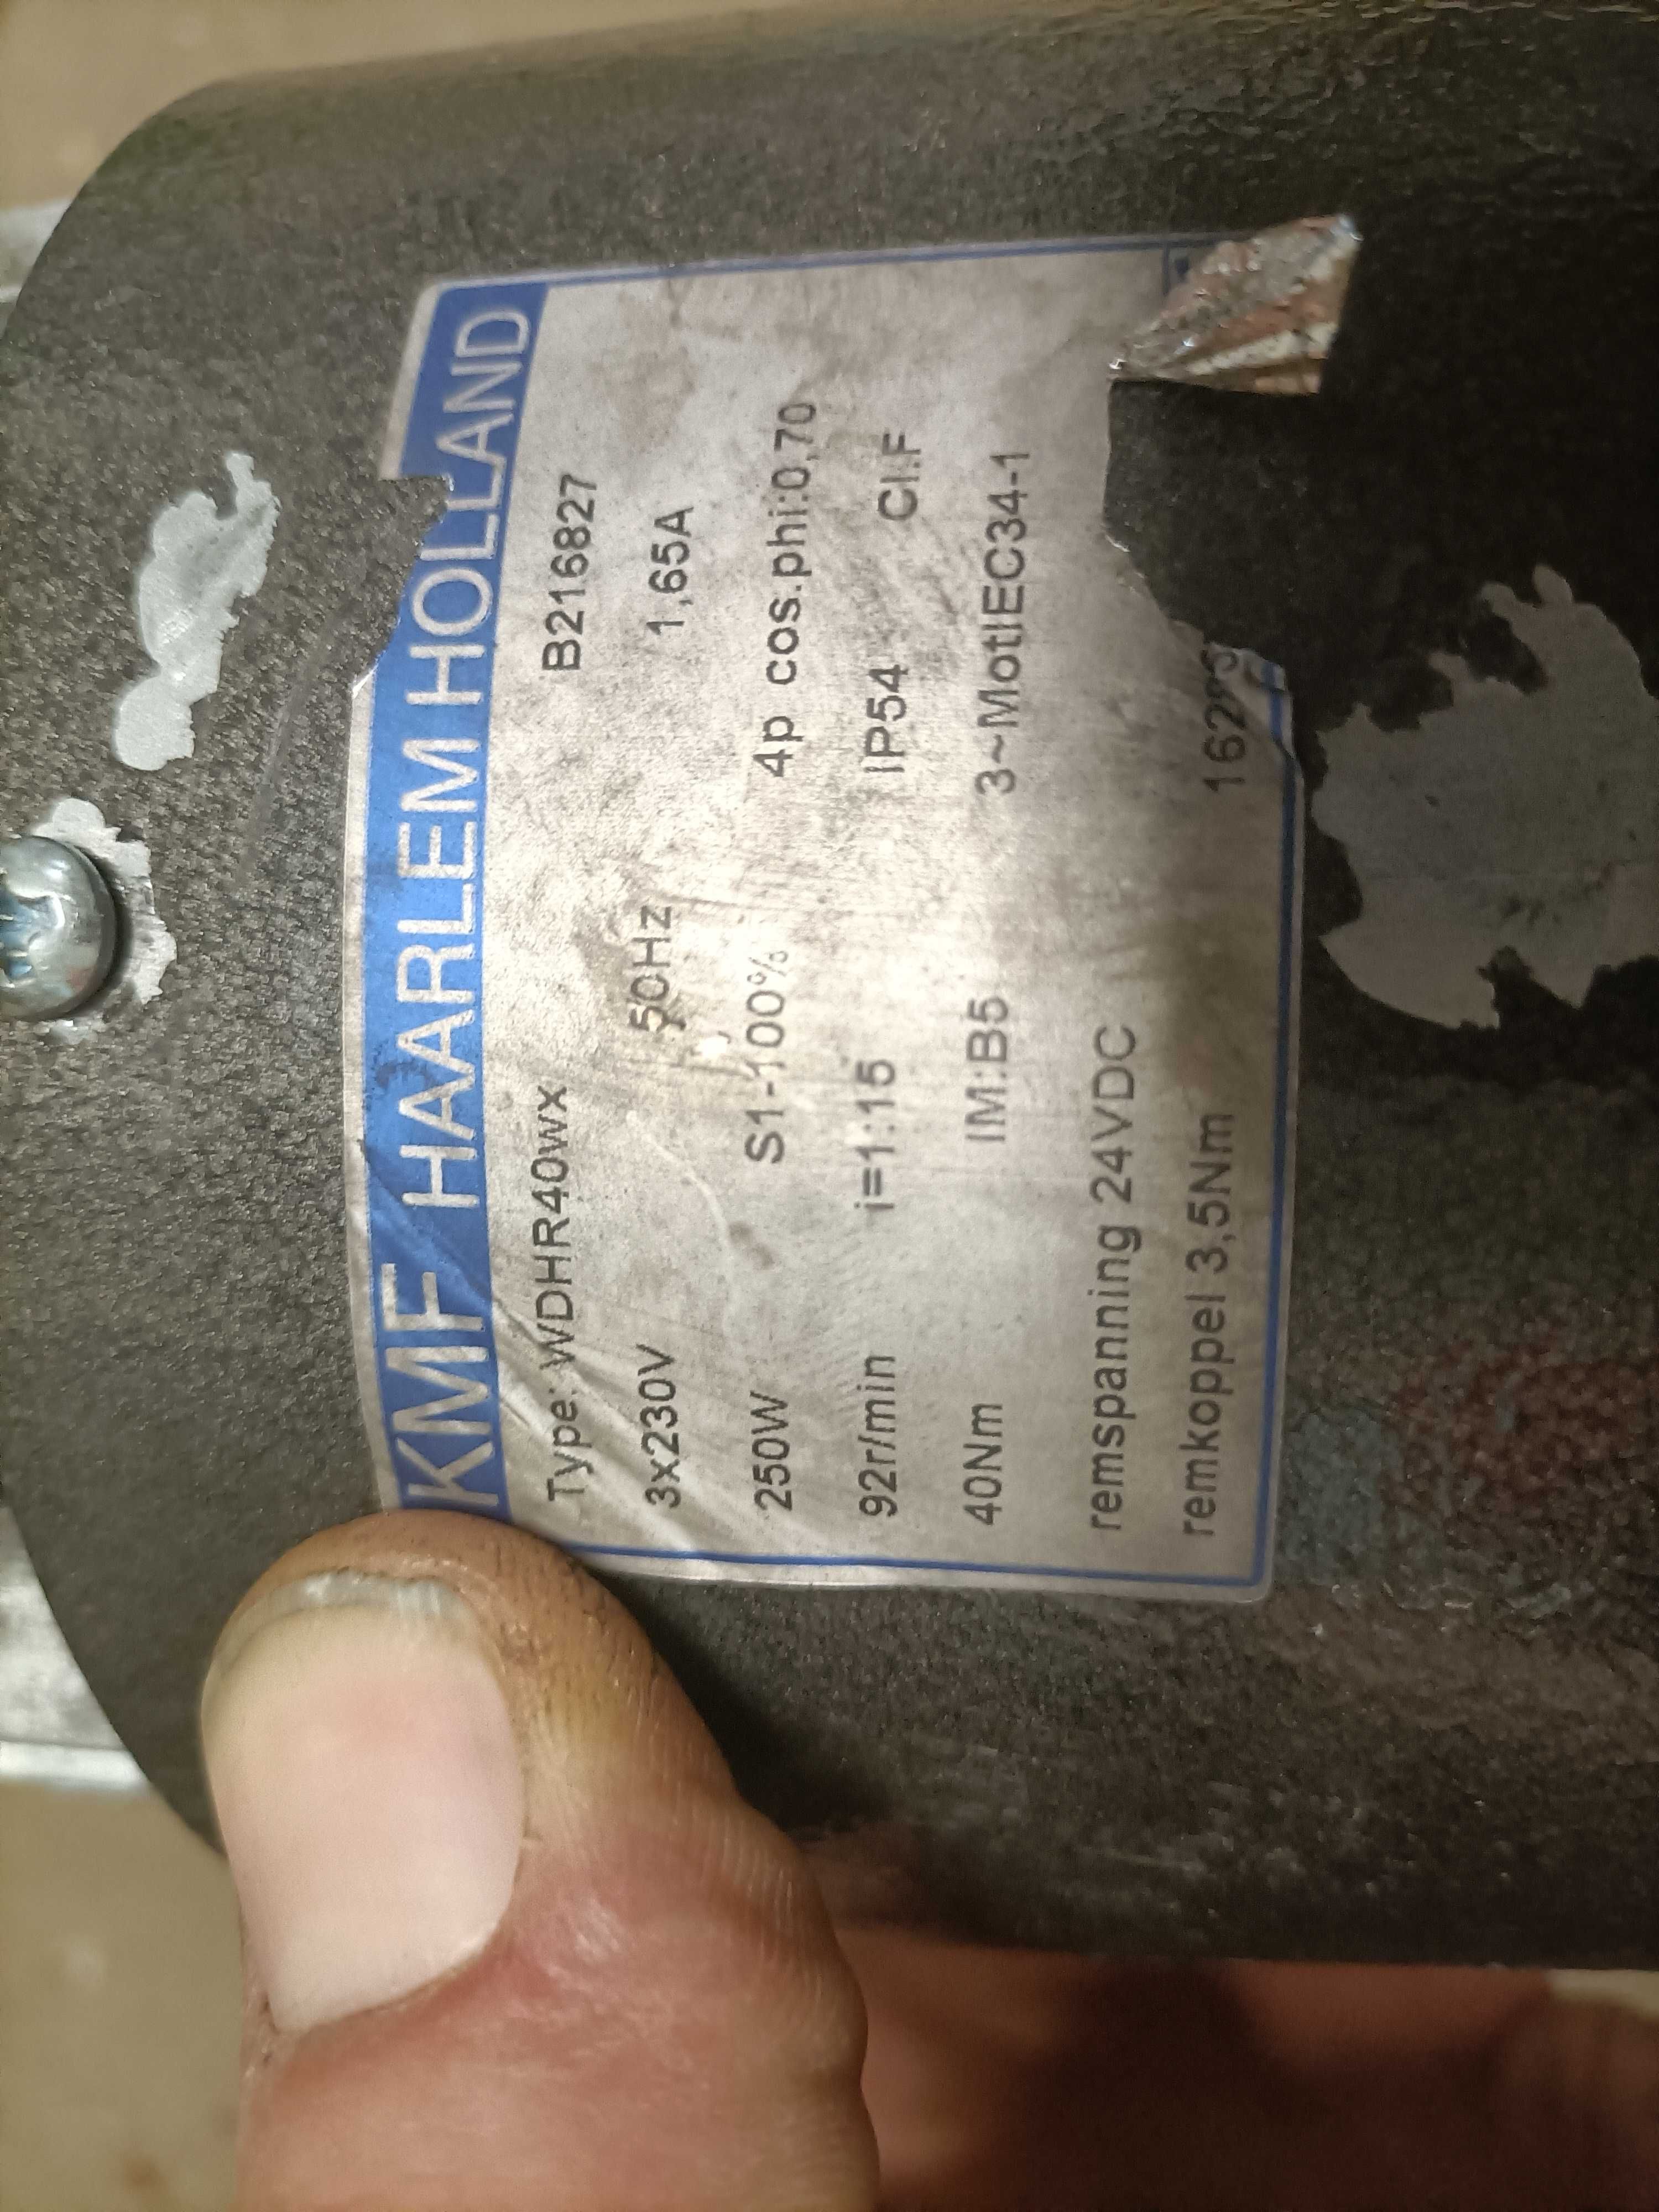 KMF HAARLEM HOLLAND
Type: WDHR40wx B216827
3x230V 50Hz 1,65A
250W S1-100% 4p cos.phi:0,70
92r/min i=1:15 IP54 Cl.F
40Nm IM:B5 3~MotIEC34-1
remspanning 24VDC
remkoppel 3,5Nm